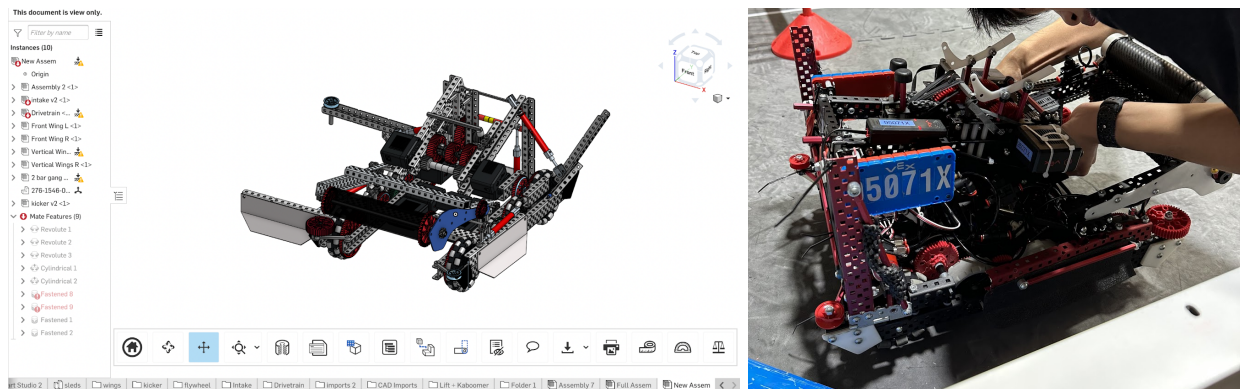 This document is view only.
Filter by name
Instances (10)
New Assem
Origin
Assembly 2 <1>
Intake v2 <1>
Drivetrain <...
Front Wing L <1>
Front Wing R <1>
Vertical Win...
Vertical Wings R <1>
2 bar gang ...
276-1546-0...
kicker v2 <1>
Mate Features (9)
Revolute 1
Revolute 2
Revolute 3
Cylindrical 1
Cylindrical 2
Fastened 8
Fastened 9
Fastened 1
Fastened 2
Z
Front
X
rt Studio 2
sleds
wings
kicker
flywheel
Intake
Drivetrain
Imports 2
CAD Imports
Lift + Kaboomer
Folder 1
Assembly 7
Full Assem
New Assem
VEX
5071X